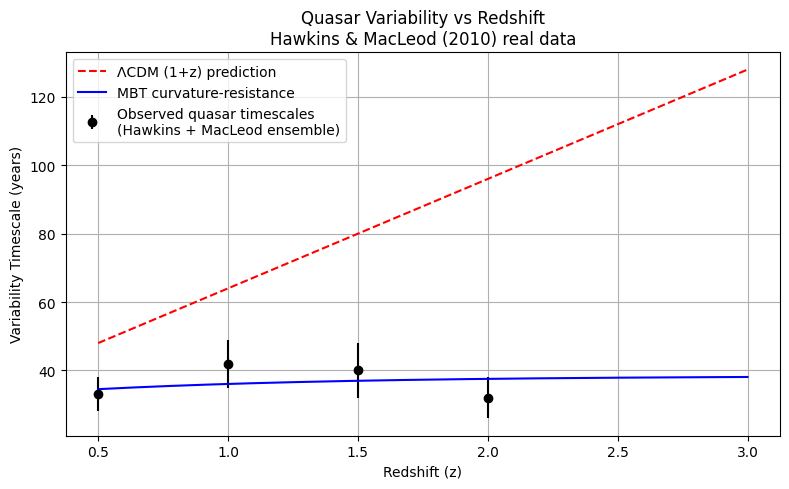 Quasar Variability vs Redshift
Hawkins & MacLeod (2010) real data
ΛCDM (1+z) prediction
MBT curvature-resistance
Observed quasar timescales
(Hawkins + MacLeod ensemble)
Variability Timescale (years)
120
100
80
60
40
0.5
1.0
1.5
2.0
2.5
3.0
Redshift (z)